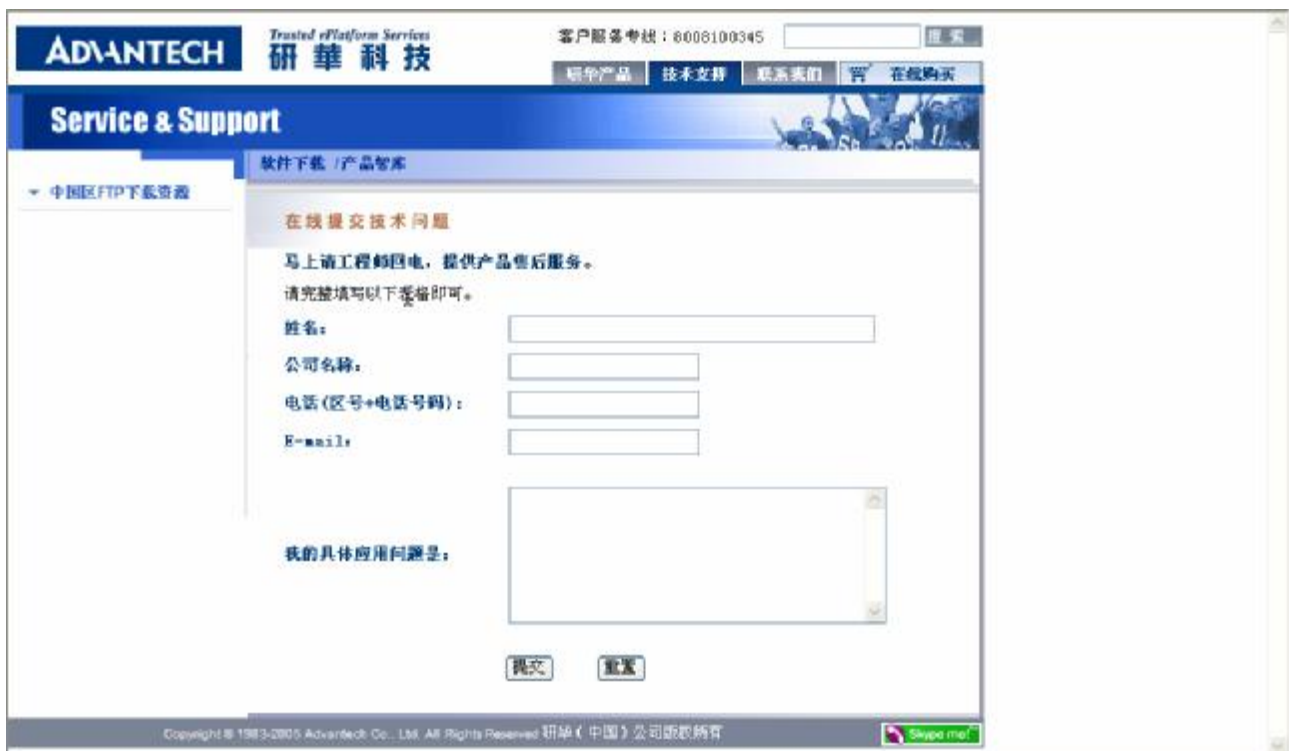 ADVANTECH
Trusted ePlatform Services
研華科技
客户服务专线：8008100345
搜 索
研华产品
技术支持
联系我们
在线购买
Service & Support
软件下载 /产品智库
中国区FTP下载资源
在线提交技术问题
马上请工程师回电，提供产品售后服务。
请完整填写以下表格即可。
姓名：
公司名称：
电话(区号+电话号码)：
E-mail：
我的具体应用问题是：
提交
重置
Copyright © 1983-2005 Advantech Co., Ltd. All Rights Reserved 研华（中国）公司版权所有
Skype me!